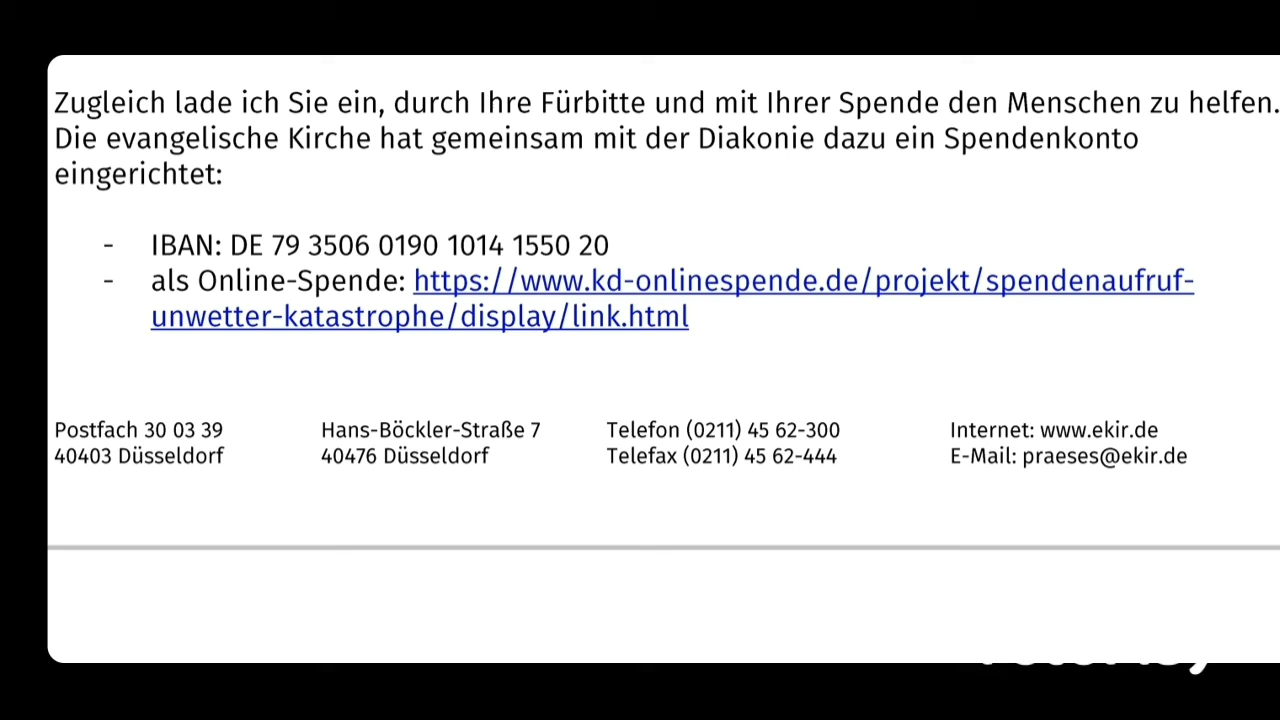 Zugleich lade ich Sie ein, durch Ihre Fürbitte und mit Ihrer Spende den Menschen zu helfen.
Die evangelische Kirche hat gemeinsam mit der Diakonie dazu ein Spendenkonto
eingerichtet:
- IBAN: DE 79 3506 0190 1014 1550 20
- als Online-Spende: https://www.kd-onlinespende.de/projekt/spendenaufruf-
unwetter-katastrophe/display/link.html
Postfach 30 03 39
40403 Düsseldorf
Hans-Böckler-Straße 7
40476 Düsseldorf
Telefon (0211) 45 62-300
Telefax (0211) 45 62-444
Internet: www.ekir.de
E-Mail: praeses@ekir.de